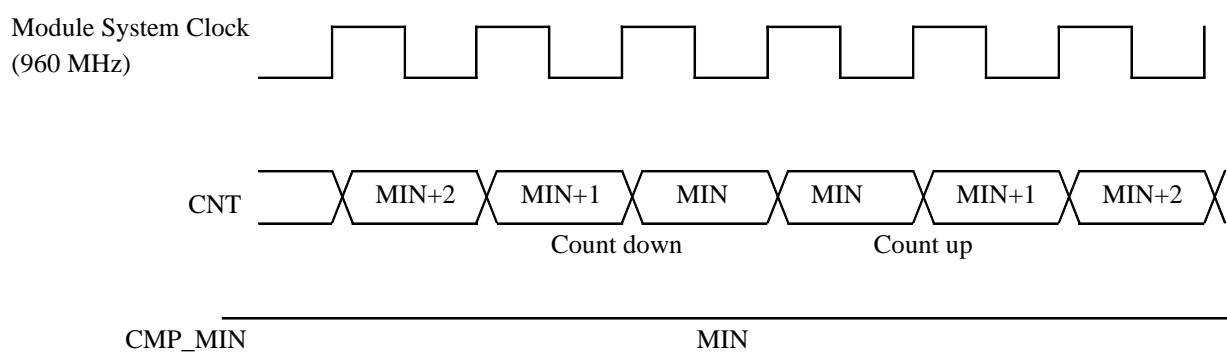 Module System Clock
(960 MHz)
CNT
MIN+2 MIN+1 MIN MIN MIN+1 MIN+2
Count down Count up
CMP_MIN MIN